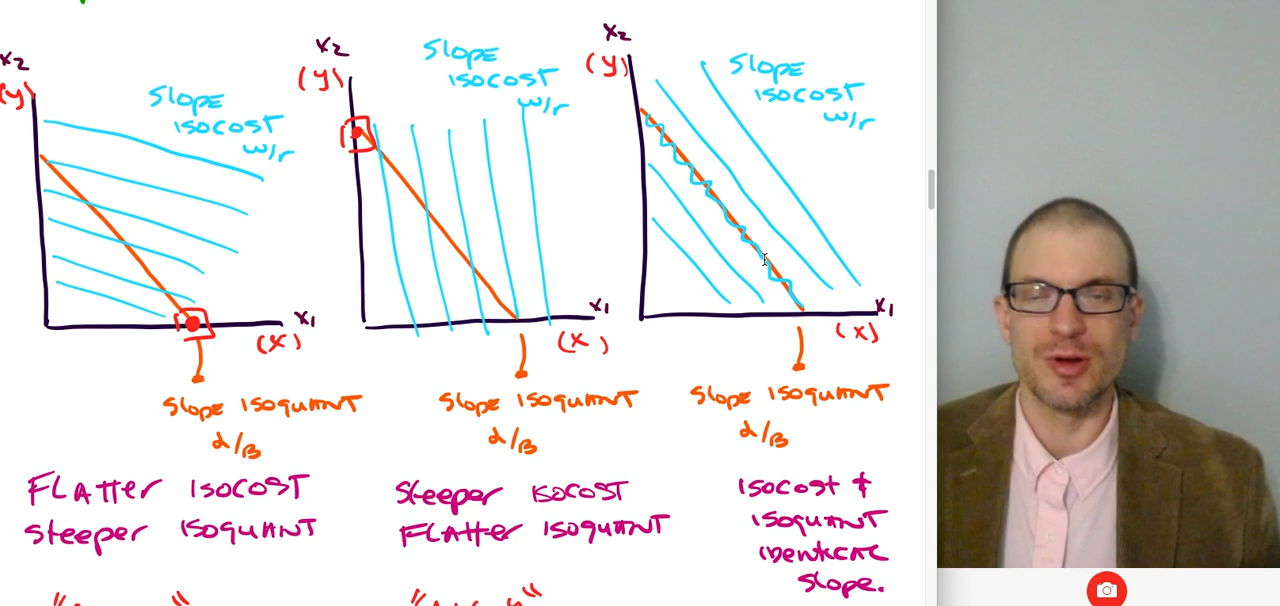 x2
(y)
SLOPE
ISOCOST
w/r
x1
(x)
SLOPE ISOQUANT
α/β
FLATTER ISOCOST
STEEPER ISOQUANT
x2
(y)
SLOPE
ISOCOST
w/r
x1
(x)
SLOPE ISOQUANT
α/β
STEEPER ISOCOST
FLATTER ISOQUANT
x2
(y)
SLOPE
ISOCOST
w/r
x1
(x)
SLOPE ISOQUANT
α/β
ISOCOST &
ISOQUANT
IDENTICAL
SLOPE.